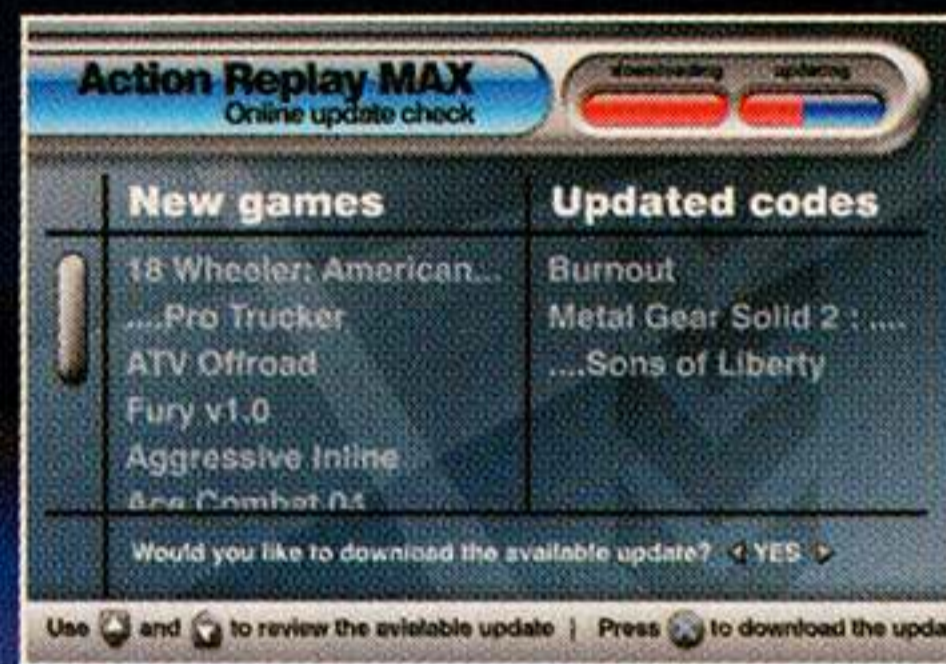 Action Replay MAX
Online update check
downloading
updating
New games
Updated codes
18 Wheeler: American...
....Pro Trucker
ATV Offroad
Fury v1.0
Aggressive Inline
Ace Combat 04
Burnout
Metal Gear Solid 2 : ....
....Sons of Liberty
Would you like to download the available update? YES
Use and to review the avielable update | Press to download the upda